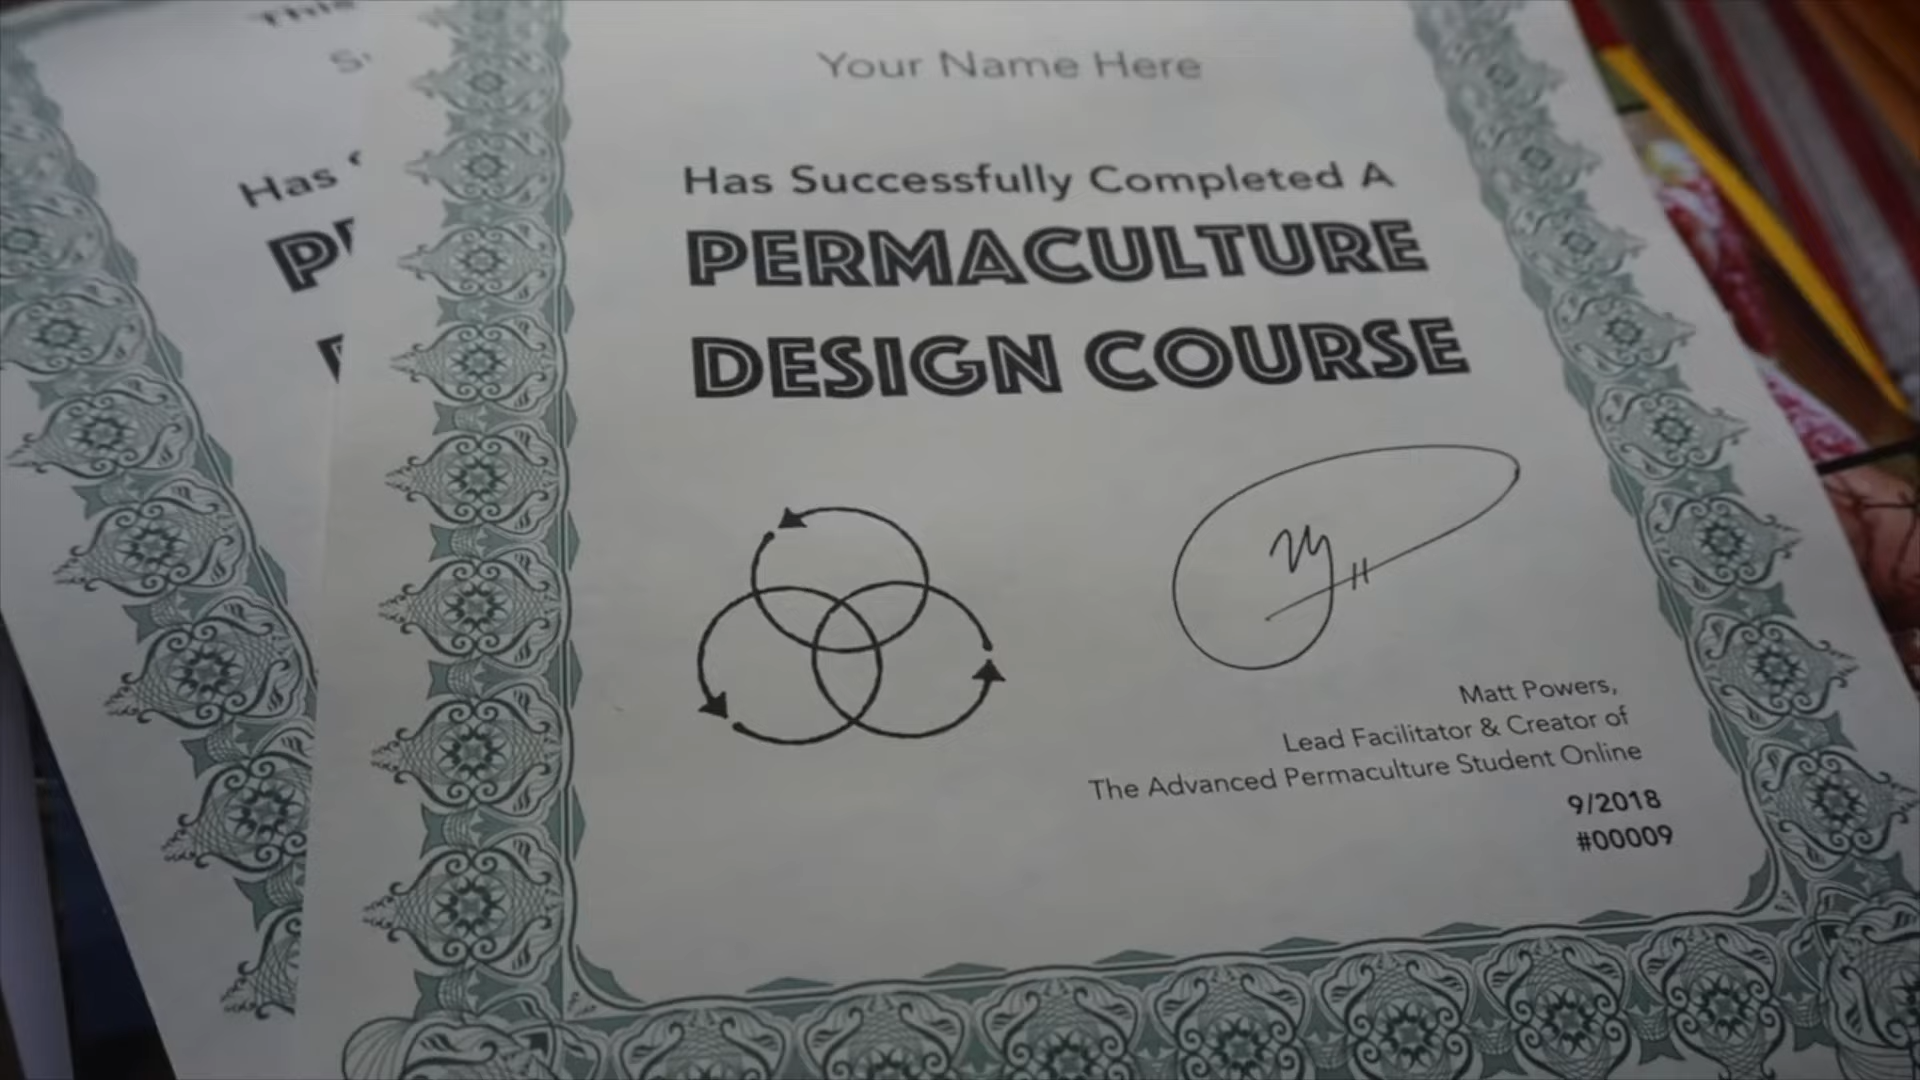 Your Name Here
Has Successfully Completed A
PERMACULTURE
DESIGN COURSE
Matt Powers,
Lead Facilitator & Creator of
The Advanced Permaculture Student Online
9/2018
#00009
This
Has